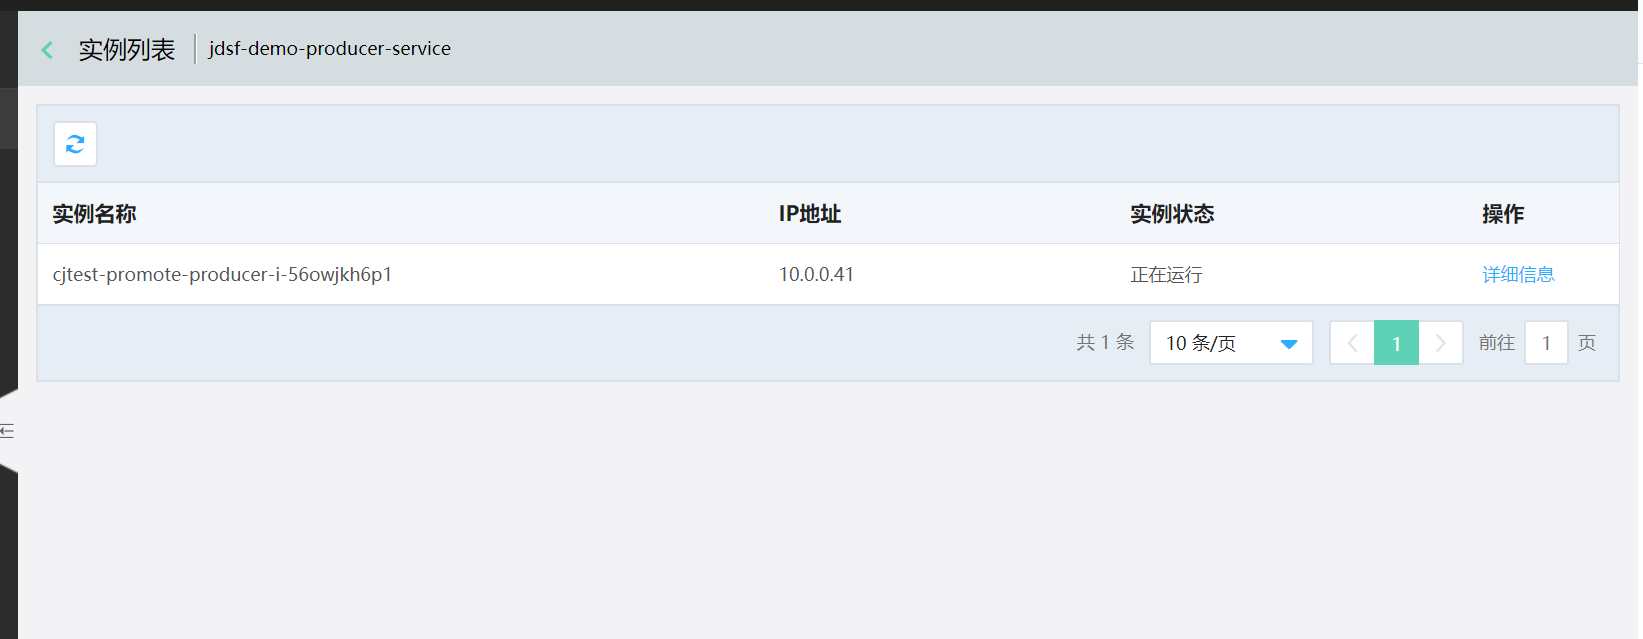 实例列表 jdsf-demo-producer-service
实例名称 IP地址 实例状态 操作
cjtest-promote-producer-i-56owjkh6p1 10.0.0.41 正在运行 详细信息
共 1 条 10 条/页 1 前往 1 页